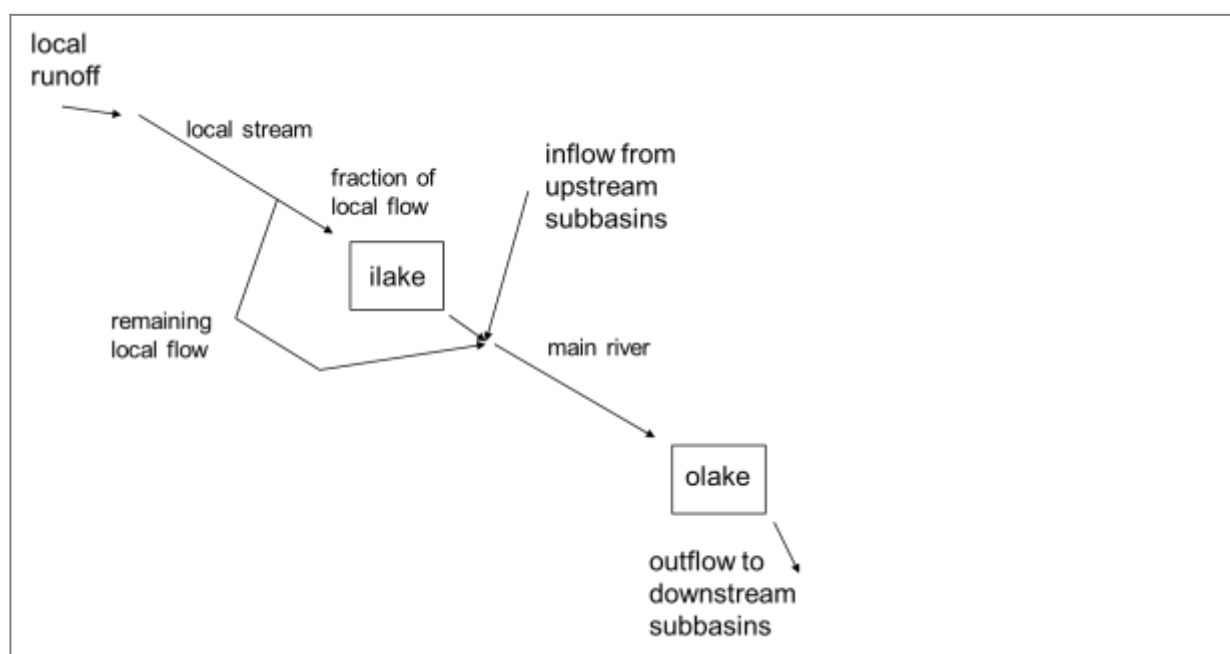 local
runoff
local stream
fraction of
local flow
inflow from
upstream
subbasins
ilake
remaining
local flow
main river
olake
outflow to
downstream
subbasins